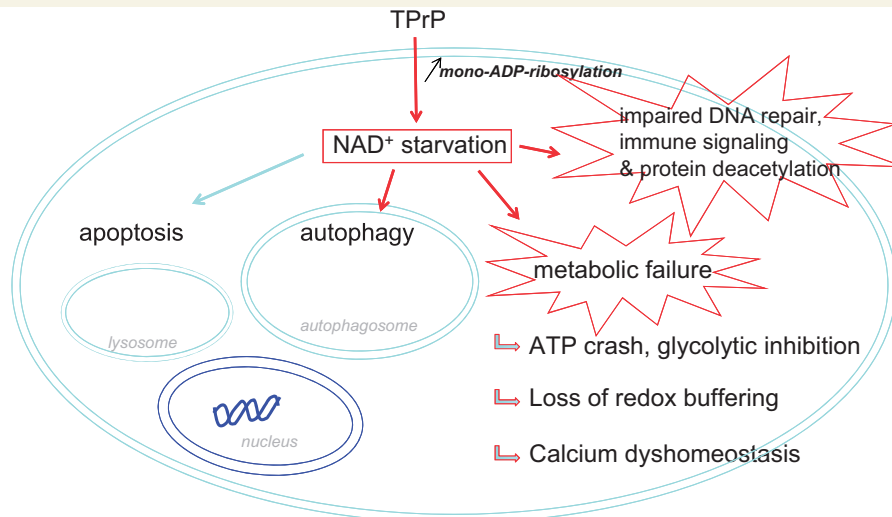 TPrP
mono-ADP-ribosylation
NAD⁺ starvation
impaired DNA repair,
immune signaling
& protein deacetylation
apoptosis
autophagy
metabolic failure
lysosome
autophagosome
nucleus
ATP crash, glycolytic inhibition
Loss of redox buffering
Calcium dyshomeostasis